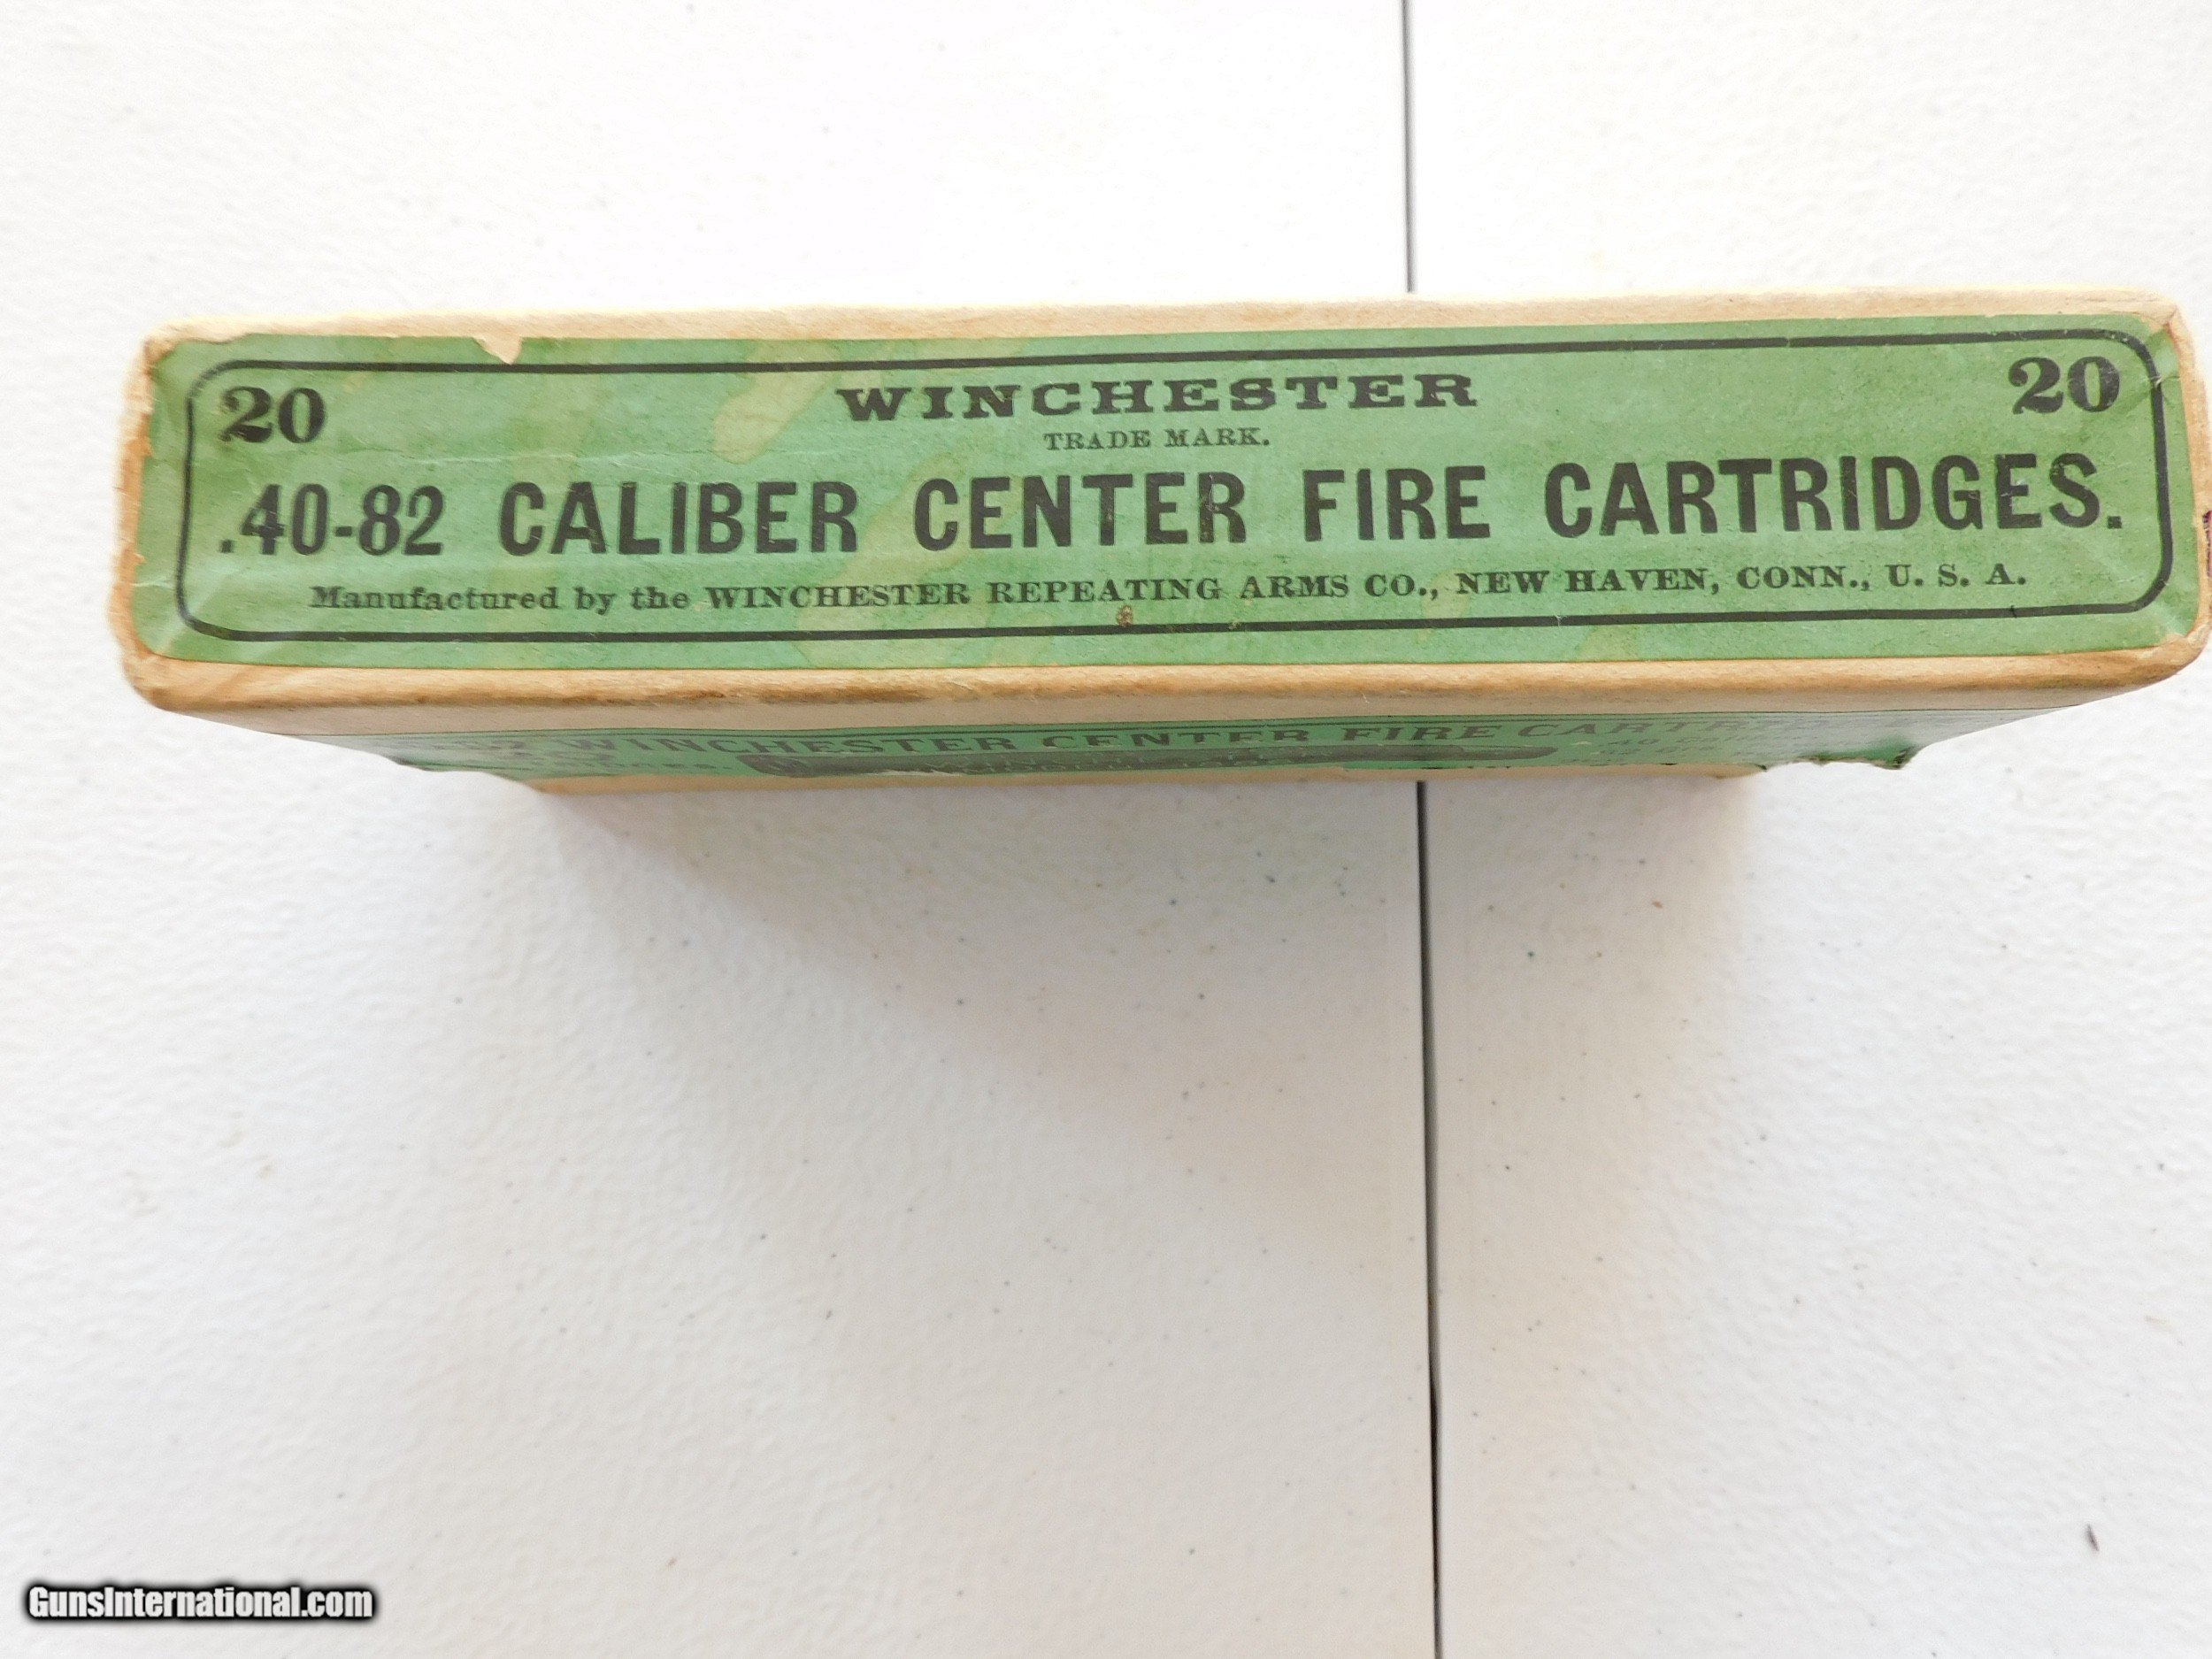 20 WINCHESTER 20
TRADE MARK.
.40-82 CALIBER CENTER FIRE CARTRIDGES.
Manufactured by the WINCHESTER REPEATING ARMS CO., NEW HAVEN, CONN., U. S. A.
WINCHESTER CENTER FIRE
GunsInternational.com